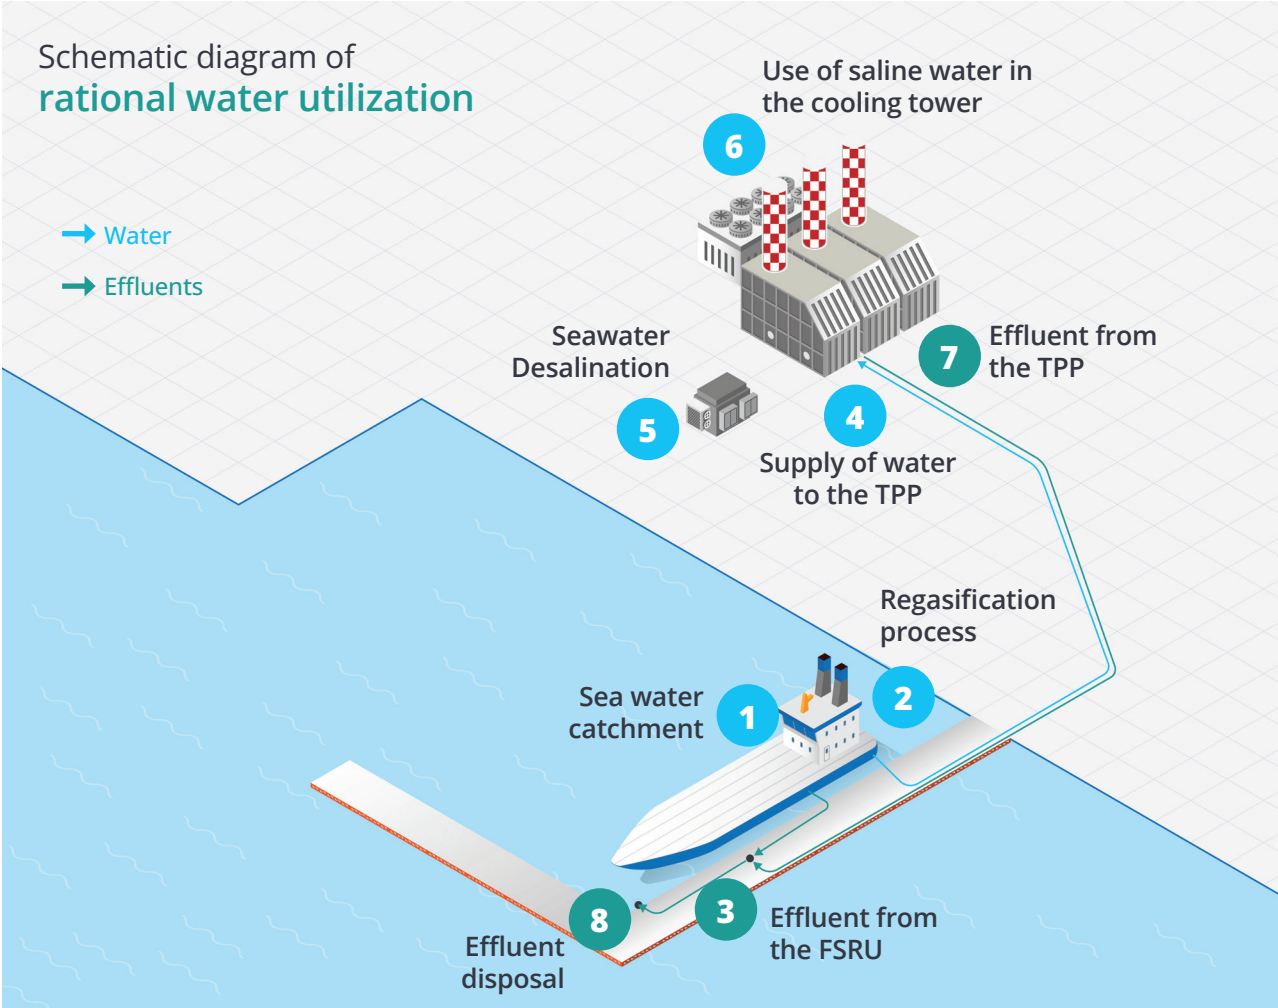 Schematic diagram of
rational water utilization
Water
Effluents
Use of saline water in
the cooling tower
6
Seawater
Desalination
5
4
Supply of water
to the TPP
7
Effluent from
the TPP
Regasification
process
2
Sea water
catchment
1
3
Effluent from
the FSRU
8
Effluent
disposal